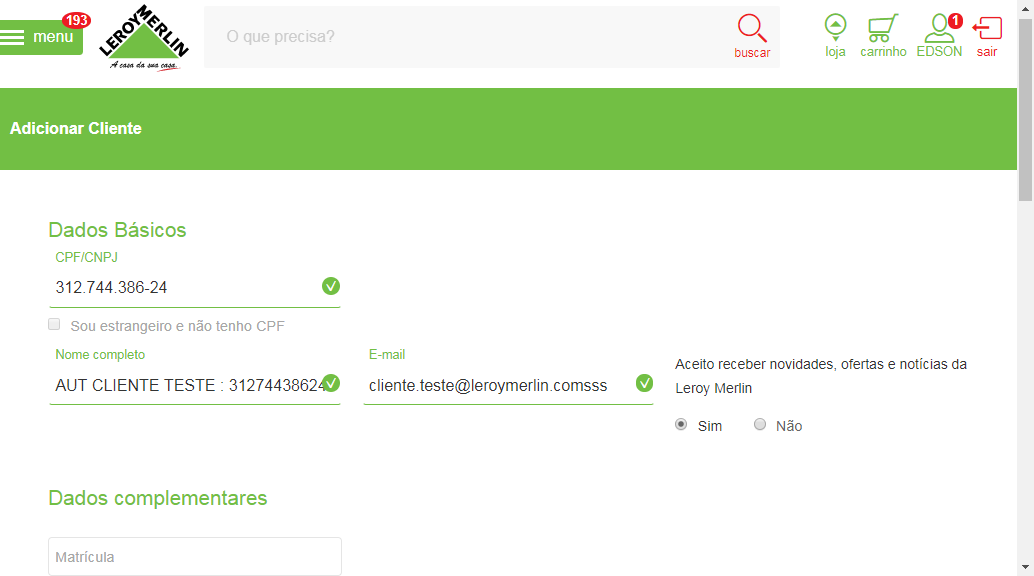 193
menu
LEROY MERLIN
A casa da sua casa.
O que precisa?
buscar
loja
carrinho
1
EDSON
sair
Adicionar Cliente
Dados Básicos
CPF/CNPJ
312.744.386-24
Sou estrangeiro e não tenho CPF
Nome completo
AUT CLIENTE TESTE : 31274438624
E-mail
cliente.teste@leroymerlin.comsss
Aceito receber novidades, ofertas e notícias da
Leroy Merlin
Sim
Não
Dados complementares
Matrícula